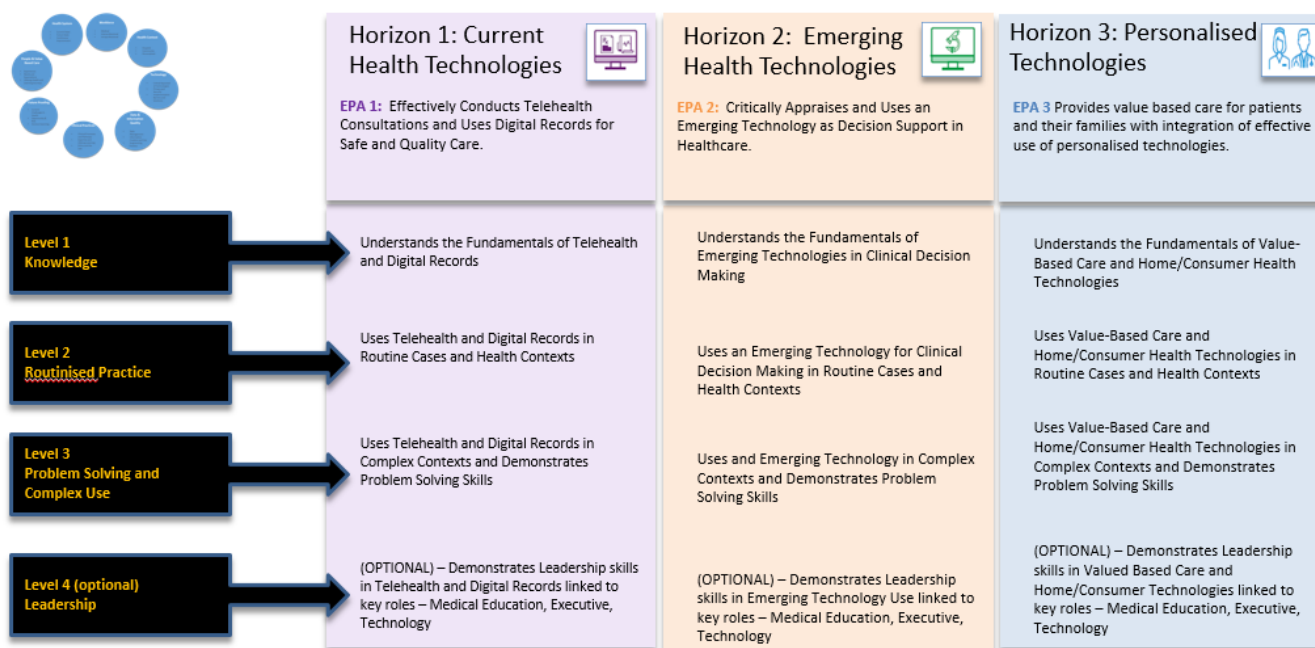 Horizon 1: Current
Health Technologies
EPA 1: Effectively Conducts Telehealth
Consultations and Uses Digital Records for
Safe and Quality Care.
Horizon 2: Emerging
Health Technologies
EPA 2: Critically Appraises and Uses an
Emerging Technology as Decision Support in
Healthcare.
Horizon 3: Personalised
Technologies
EPA 3 Provides value based care for patients
and their families with integration of effective
use of personalised technologies.
Level 1
Knowledge
Understands the Fundamentals of Telehealth
and Digital Records
Understands the Fundamentals of
Emerging Technologies in Clinical Decision
Making
Understands the Fundamentals of Value-
Based Care and Home/Consumer Health
Technologies
Level 2
Routinised Practice
Uses Telehealth and Digital Records in
Routine Cases and Health Contexts
Uses an Emerging Technology for Clinical
Decision Making in Routine Cases and
Health Contexts
Uses Value-Based Care and
Home/Consumer Health Technologies in
Routine Cases and Health Contexts
Level 3
Problem Solving and
Complex Use
Uses Telehealth and Digital Records in
Complex Contexts and Demonstrates
Problem Solving Skills
Uses and Emerging Technology in Complex
Contexts and Demonstrates Problem
Solving Skills
Uses Value-Based Care and
Home/Consumer Health Technologies in
Complex Contexts and Demonstrates
Problem Solving Skills
Level 4 (optional)
Leadership
(OPTIONAL) – Demonstrates Leadership skills
in Telehealth and Digital Records linked to
key roles – Medical Education, Executive,
Technology
(OPTIONAL) – Demonstrates Leadership
skills in Emerging Technology Use linked to
key roles – Medical Education, Executive,
Technology
(OPTIONAL) – Demonstrates Leadership
skills in Valued Based Care and
Home/Consumer Technologies linked to
key roles – Medical Education, Executive,
Technology